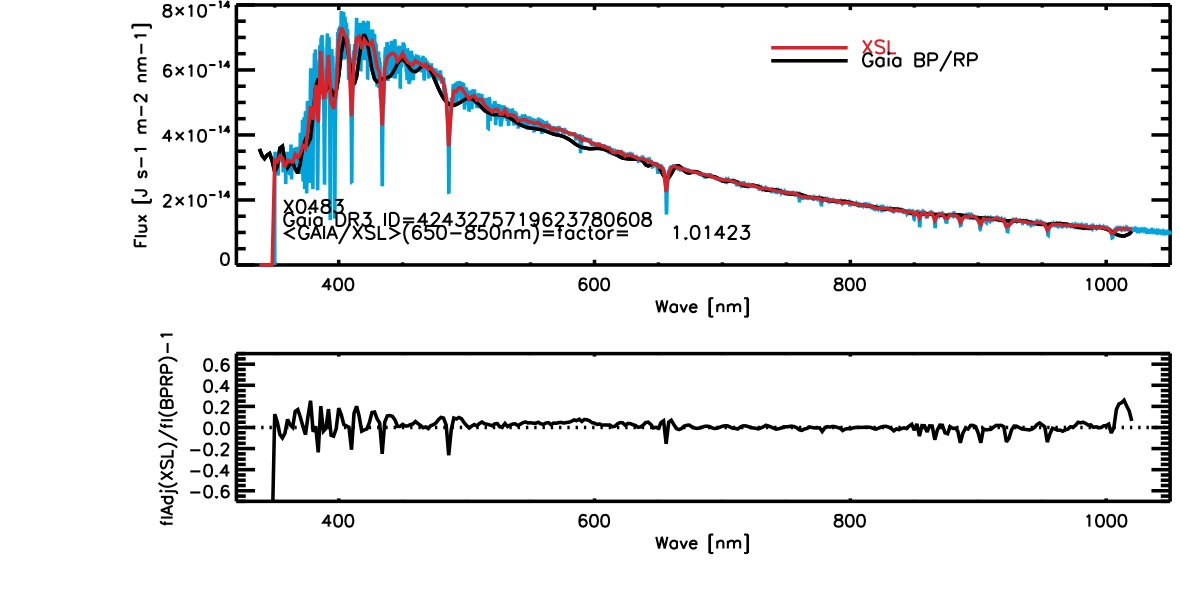 8×10⁻¹⁴
6×10⁻¹⁴
4×10⁻¹⁴
2×10⁻¹⁴
0
Flux [J s−1 m−2 nm−1]
XSL
Gaia BP/RP
X0483
Gaia DR3 ID=4243275719623780608
<GAIA/XSL>(650−850nm)=factor= 1.01423
400 600 800 1000
Wave [nm]
flAdj(XSL)/fl(BPRP)−1
0.6
0.4
0.2
0.0
−0.2
−0.4
−0.6
400 600 800 1000
Wave [nm]